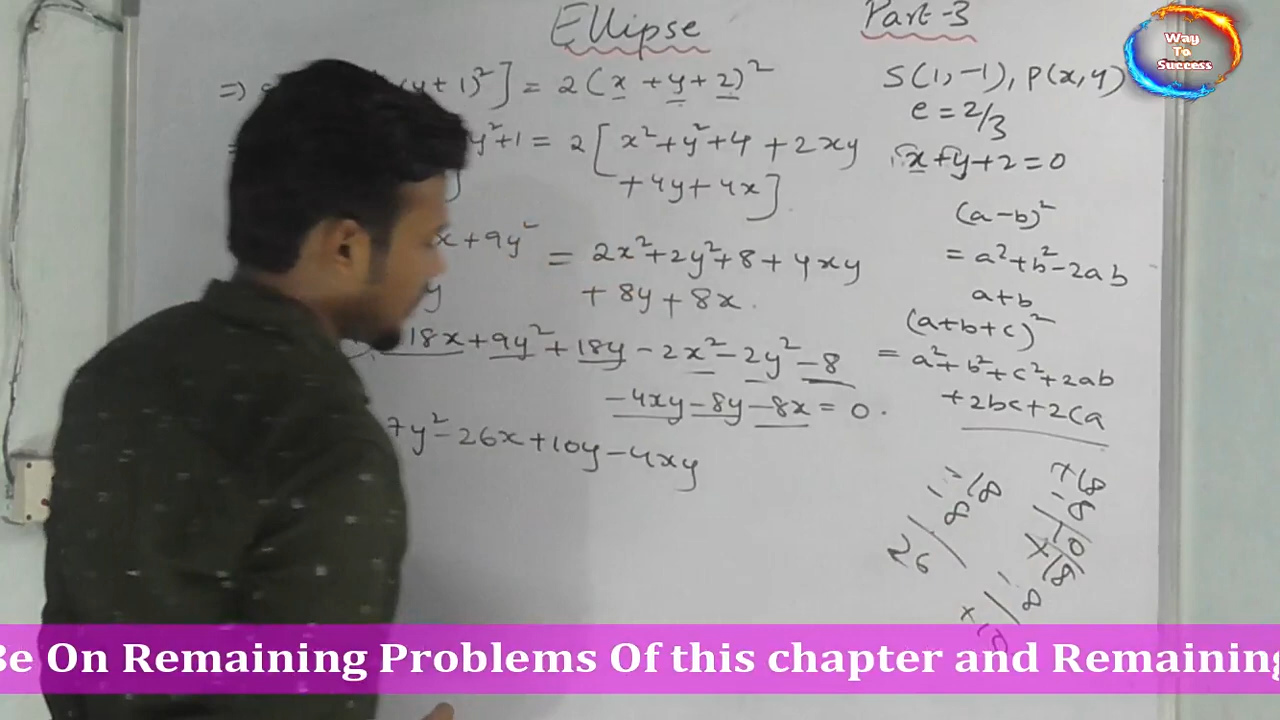 Ellipse
Part-3
Way
To
Success
=> (y+1)²] = 2(x+y+2)²
y²+1 = 2[x²+y²+4+2xy
+4y+4x]
x+9y² = 2x²+2y²+8+4xy
y +8y+8x.
18x+9y²+18y-2x²-2y²-8
-4xy-8y-8x=0.
7y²-26x+10y-4xy
S(1,-1), P(x,y)
e=2/3
x+y+2=0
(a-b)²
=a²+b²-2ab
a+b
(a+b+c)²
=a²+b²+c²+2ab
+2bc+2ca
-18
-8
26
+18
-8
10
+18
-8
+10
Be On Remaining Problems Of this chapter and Remaining